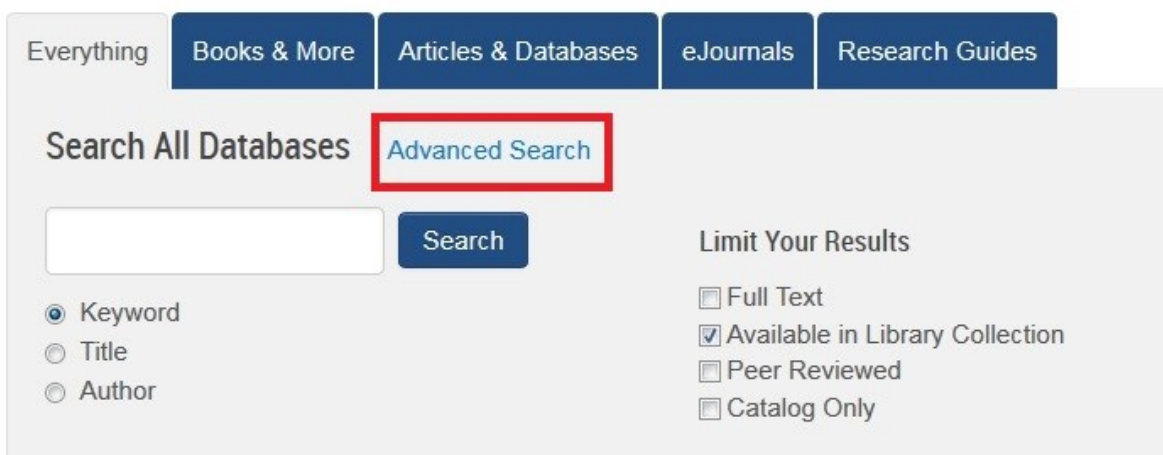 Everything Books & More Articles & Databases eJournals Research Guides
Search All Databases Advanced Search
Search
Keyword
Title
Author
Limit Your Results
Full Text
Available in Library Collection
Peer Reviewed
Catalog Only